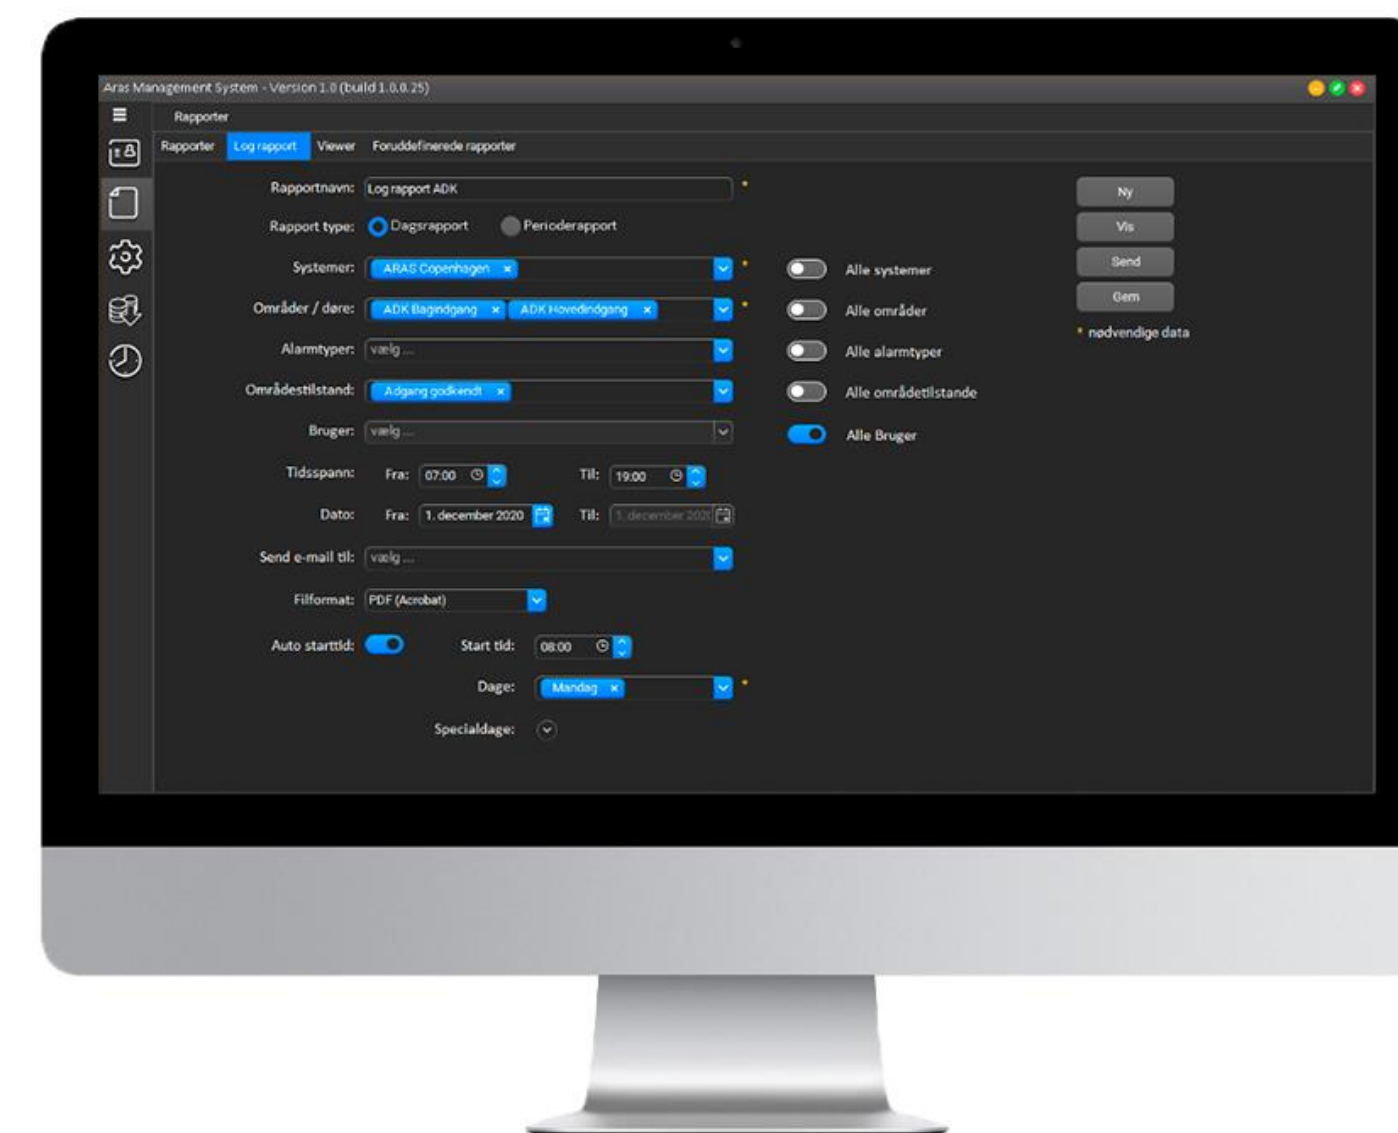 Aras Management System - Version 1.0 (build 1.0.0.25)
Rapporter
Rapporter Log rapport Viewer Foruddefinerede rapporter
Rapportnavn: Log rapport ADK * Ny
Rapport type: Dagsrapport Perioderapport Vis
Systemer: ARAS Copenhagen × * Alle systemer Send
Områder / døre: ADK Bagindgang × ADK Hovedindgang × * Alle områder Gem
* nødvendige data
Alarmtyper: vælg ... Alle alarmtyper
Områdestilstand: Adgang godkendt × Alle områdetilstande
Bruger: vælg ... Alle Bruger
Tidsspann: Fra: 07:00 Til: 19:00
Dato: Fra: 1. december 2020 Til: 1. december
Send e-mail til: vælg ...
Filformat: PDF (Acrobat)
Auto starttid: Start tid: 08:00
Dage: Mandag × *
Specialdage: